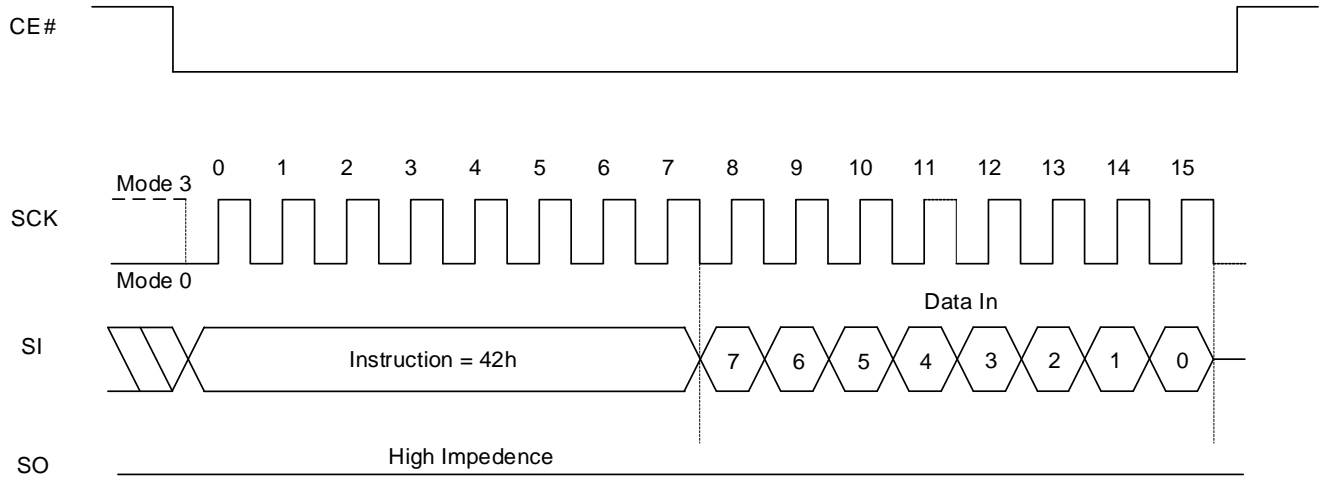 CE#
0 1 2 3 4 5 6 7 8 9 10 11 12 13 14 15
Mode 3
SCK
Mode 0
Data In
SI
Instruction = 42h
7 6 5 4 3 2 1 0
High Impedence
SO